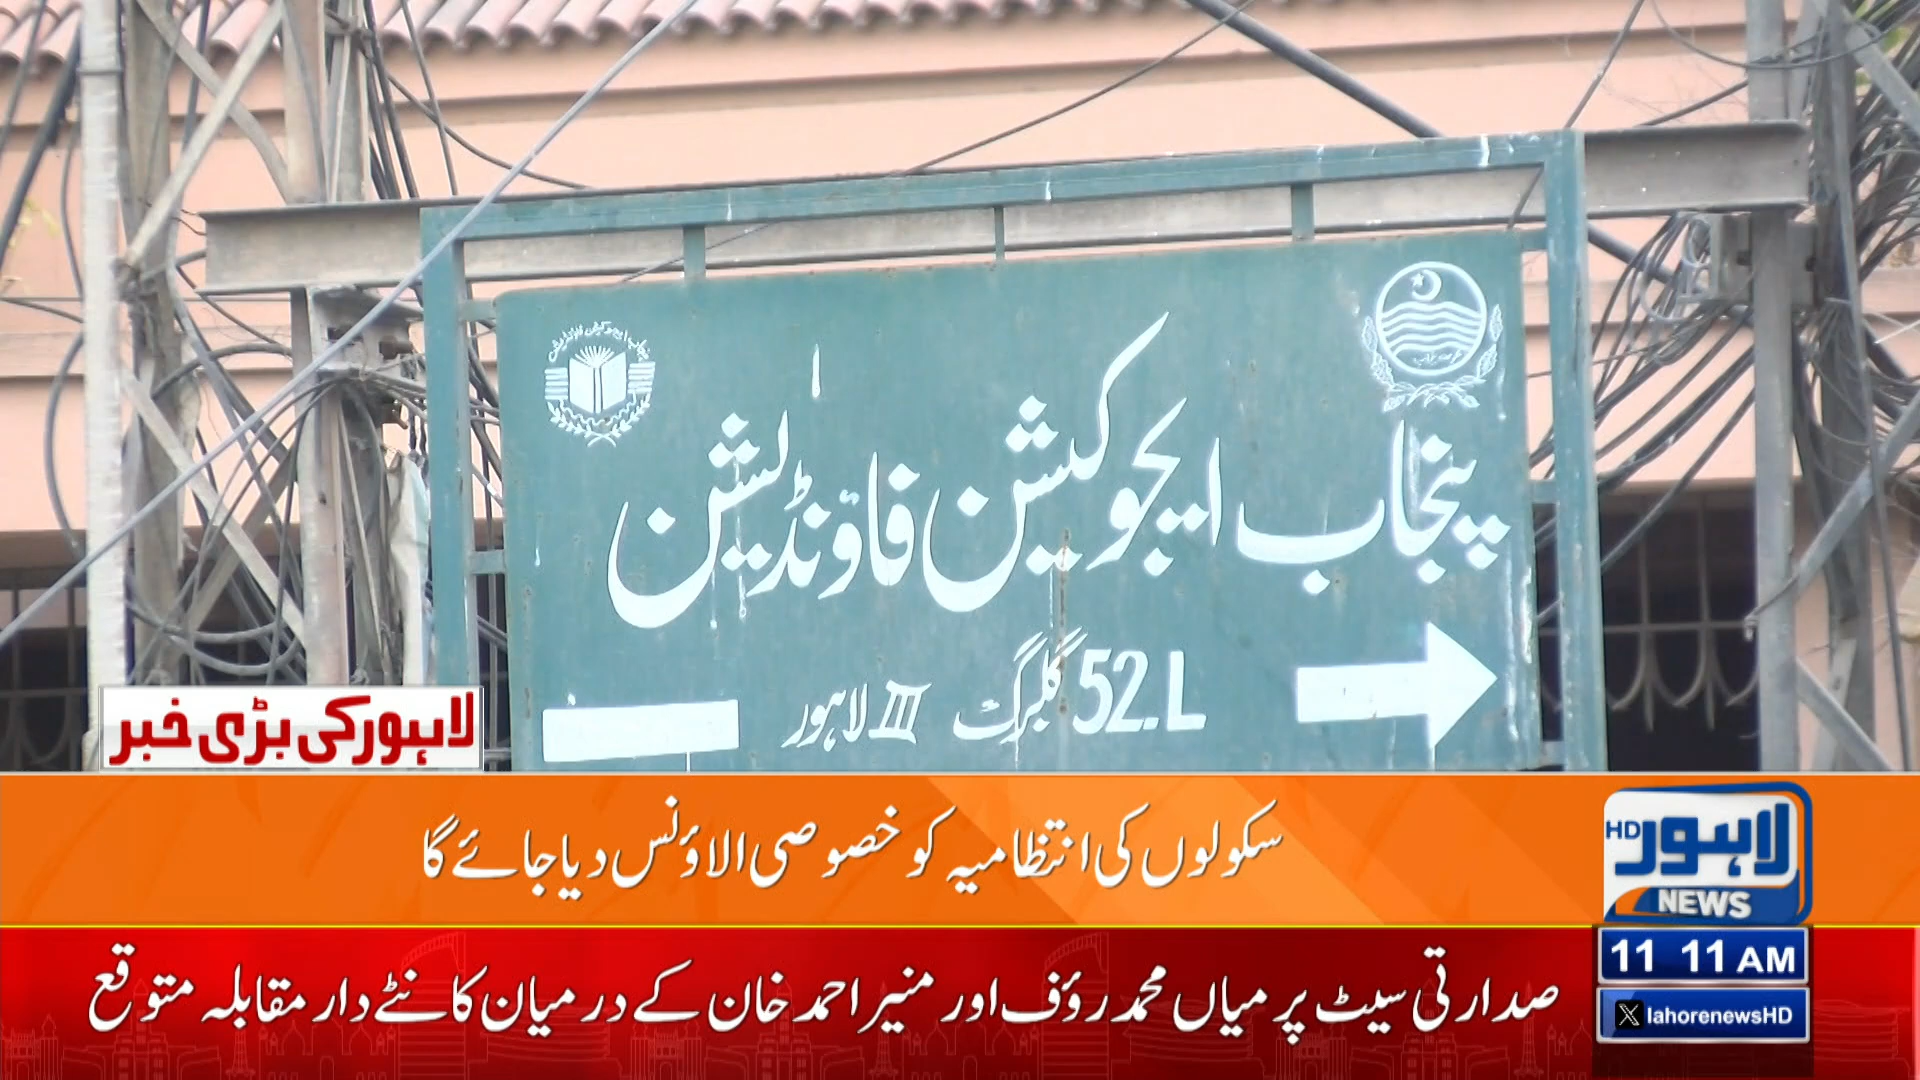 پنجاب ایجوکیشن فاؤنڈیشن
52.L گلبرگ III لاہور
لاہور کی بڑی خبر
سکولوں کی انتظامیہ کو خصوصی الاؤنس دیا جائے گا
لاہور HD
NEWS
11 11 AM
صدارتی سیٹ پر میاں محمد رؤف اور منیر احمد خان کے درمیان کانٹے دار مقابلہ متوقع
X lahorenewsHD